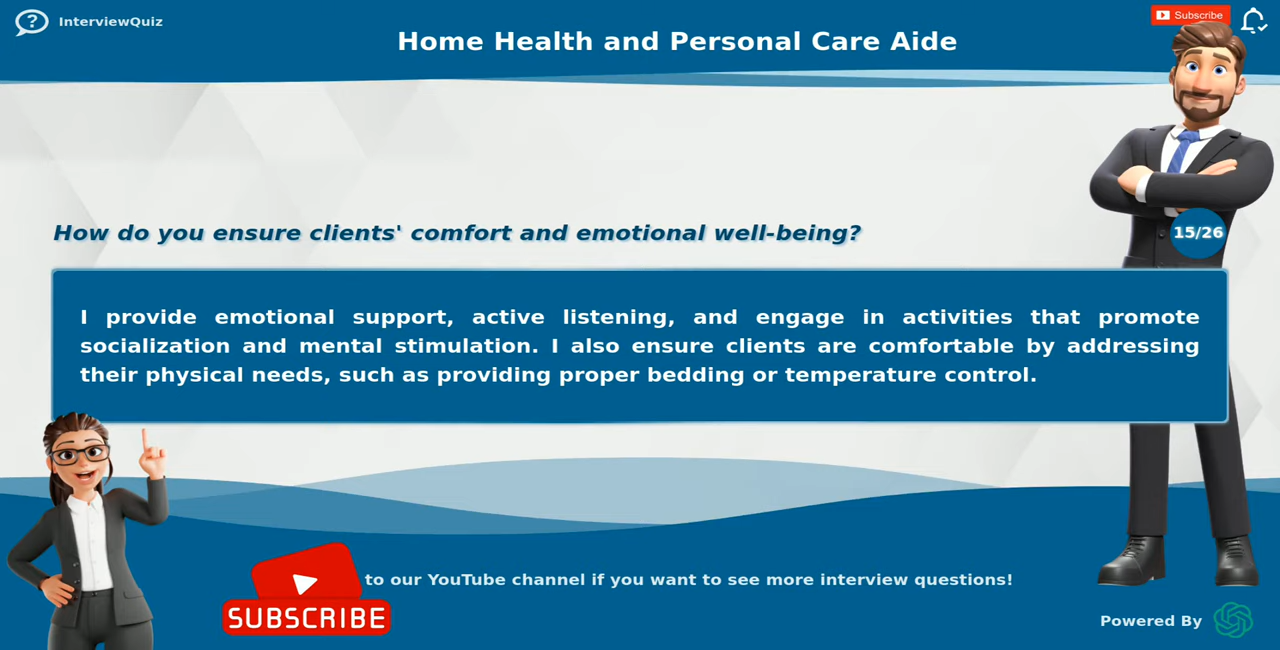 InterviewQuiz
Subscribe
Home Health and Personal Care Aide
How do you ensure clients' comfort and emotional well-being?
15/26
I provide emotional support, active listening, and engage in activities that promote
socialization and mental stimulation. I also ensure clients are comfortable by addressing
their physical needs, such as providing proper bedding or temperature control.
to our YouTube channel if you want to see more interview questions!
SUBSCRIBE
Powered By